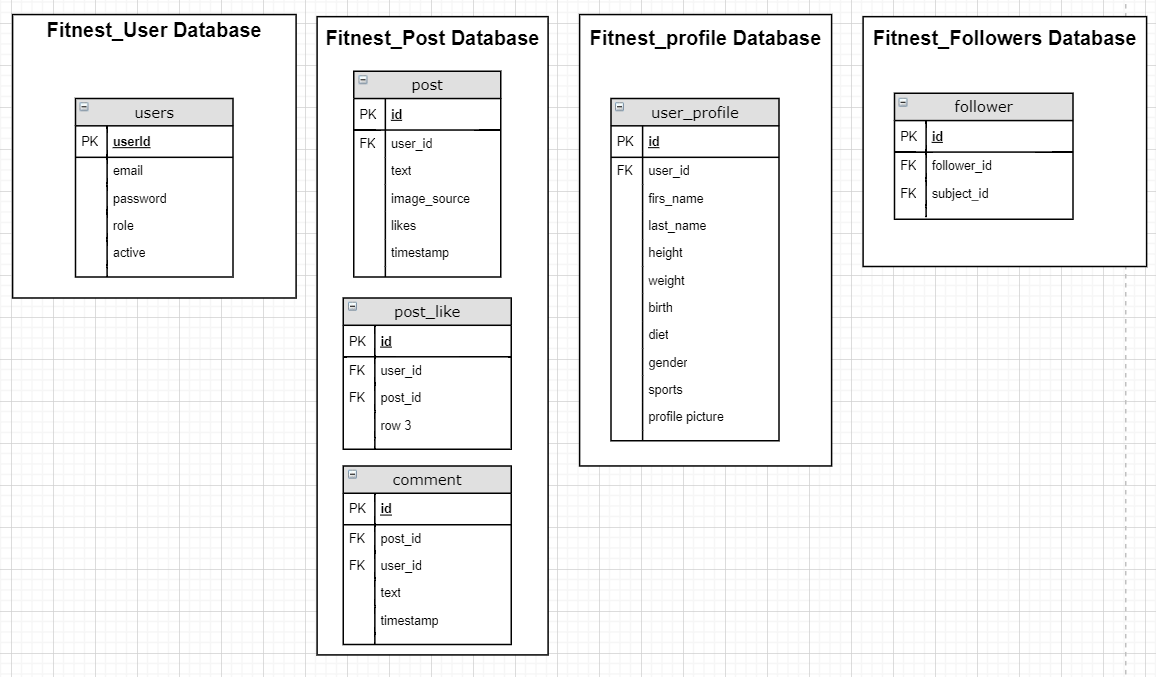 Fitnest_User Database
users
PK userId
email
password
role
active
Fitnest_Post Database
post
PK id
FK user_id
text
image_source
likes
timestamp
post_like
PK id
FK user_id
FK post_id
row 3
comment
PK id
FK post_id
FK user_id
text
timestamp
Fitnest_profile Database
user_profile
PK id
FK user_id
firs_name
last_name
height
weight
birth
diet
gender
sports
profile picture
Fitnest_Followers Database
follower
PK id
FK follower_id
FK subject_id